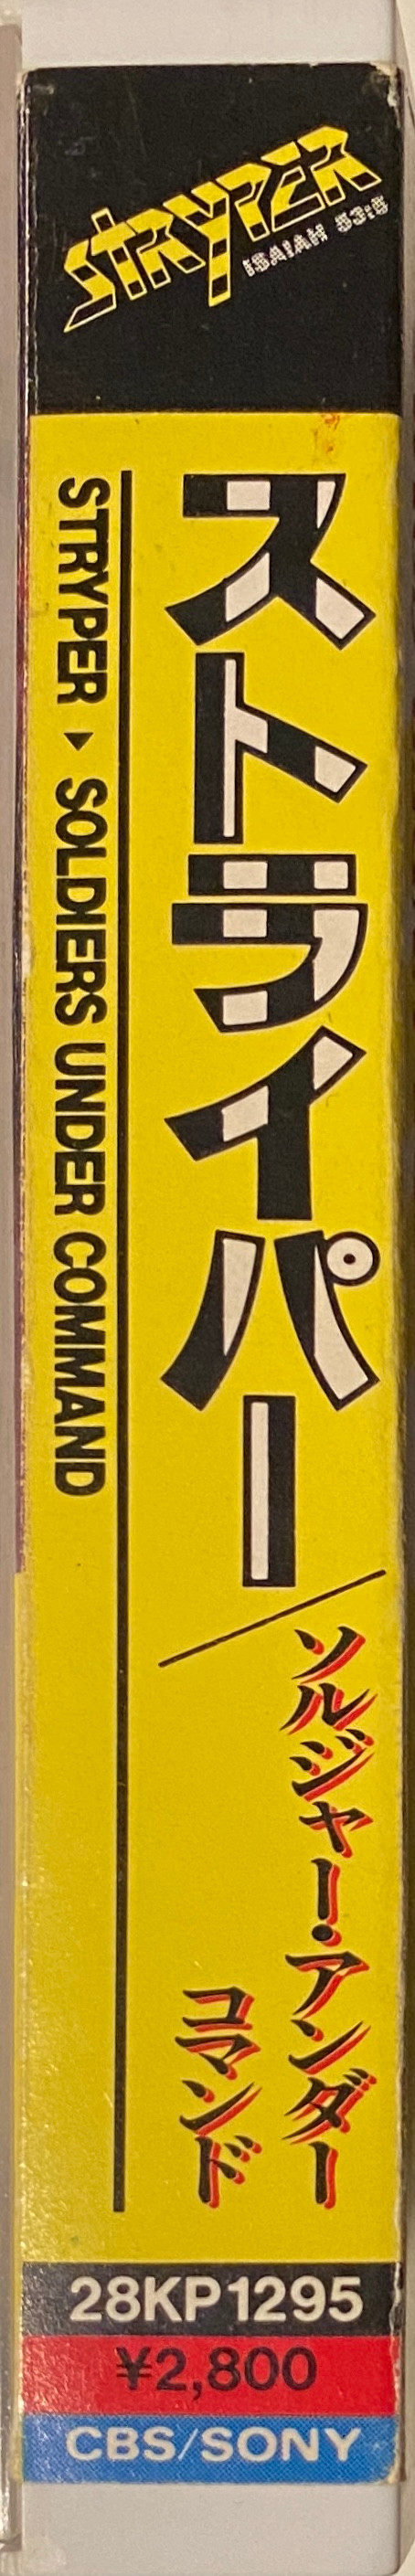 STRYPER
ISAIAH 53:5
ストライパー
ソルジャー・アンダー
コマンド
STRYPER ▶ SOLDIERS UNDER COMMAND
28KP1295
¥2,800
CBS/SONY